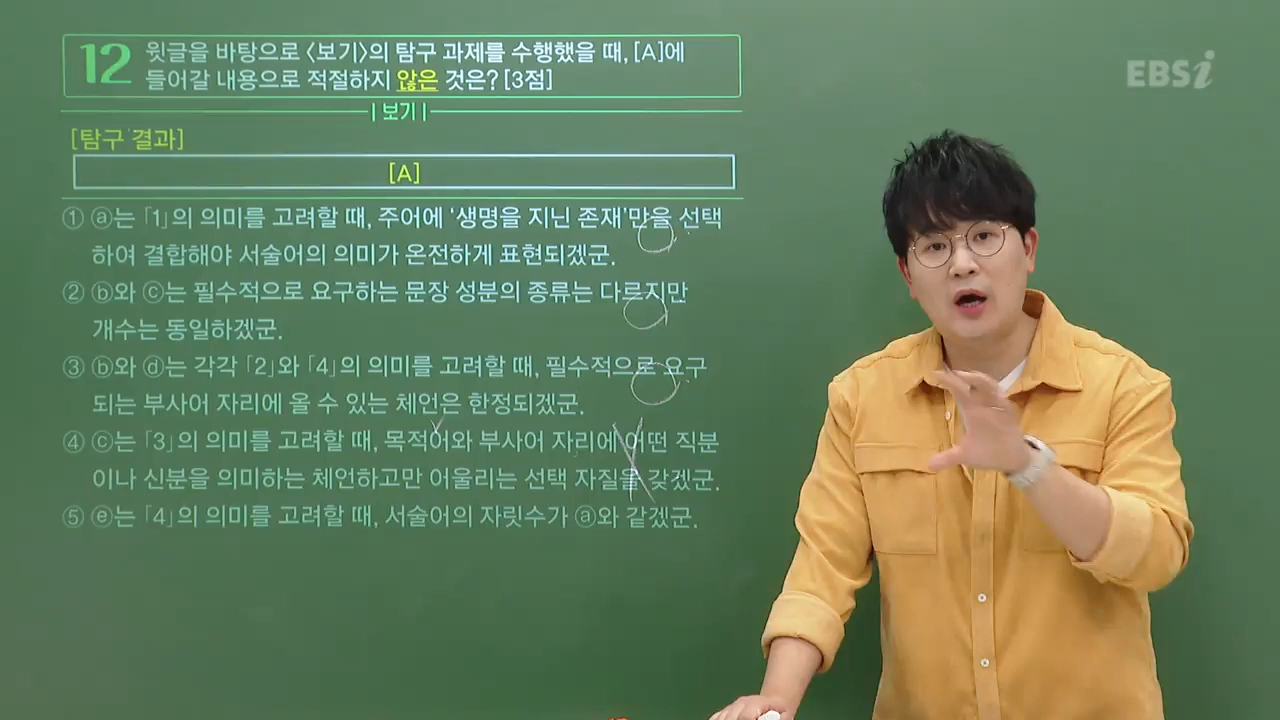 12 윗글을 바탕으로 〈보기〉의 탐구 과제를 수행했을 때, [A]에
들어갈 내용으로 적절하지 않은 것은? [3점]
EBSi
| 보기 |
[탐구 결과]
[A]
① ⓐ는 「1」의 의미를 고려할 때, 주어에 ‘생명을 지닌 존재’만을 선택
하여 결합해야 서술어의 의미가 온전하게 표현되겠군.
② ⓑ와 ⓒ는 필수적으로 요구하는 문장 성분의 종류는 다르지만
개수는 동일하겠군.
③ ⓑ와 ⓓ는 각각 「2」와 「4」의 의미를 고려할 때, 필수적으로 요구
되는 부사어 자리에 올 수 있는 체언은 한정되겠군.
④ ⓒ는 「3」의 의미를 고려할 때, 목적어와 부사어 자리에 어떤 직분
이나 신분을 의미하는 체언하고만 어울리는 선택 자질을 갖겠군.
⑤ ⓔ는 「4」의 의미를 고려할 때, 서술어의 자릿수가 ⓐ와 같겠군.